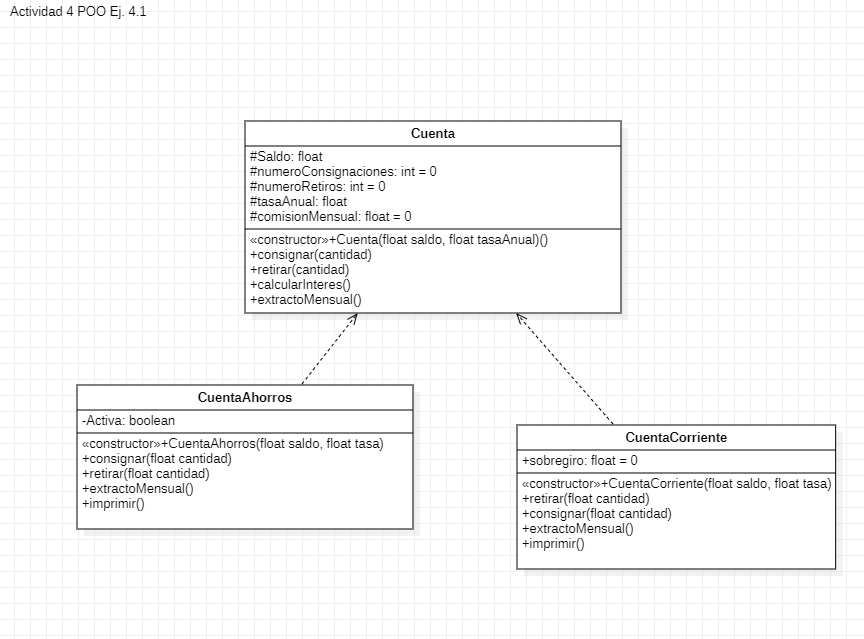 Actividad 4 POO Ej. 4.1
Cuenta
#Saldo: float
#numeroConsignaciones: int = 0
#numeroRetiros: int = 0
#tasaAnual: float
#comisionMensual: float = 0
«constructor»+Cuenta(float saldo, float tasaAnual)()
+consignar(cantidad)
+retirar(cantidad)
+calcularInteres()
+extractoMensual()
CuentaAhorros
-Activa: boolean
«constructor»+CuentaAhorros(float saldo, float tasa)
+consignar(float cantidad)
+retirar(float cantidad)
+extractoMensual()
+imprimir()
CuentaCorriente
+sobregiro: float = 0
«constructor»+CuentaCorriente(float saldo, float tasa)
+retirar(float cantidad)
+consignar(float cantidad)
+extractoMensual()
+imprimir()